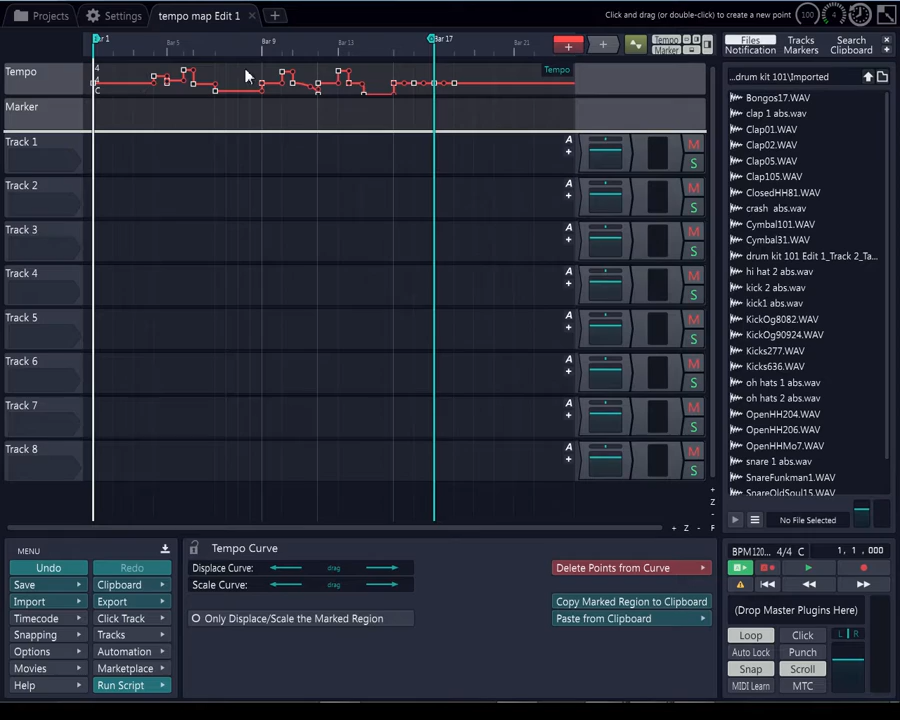 Projects
Settings
tempo map Edit 1
Click and drag (or double-click) to create a new point
100
4
Bar 1
Bar 5
Bar 9
Bar 13
Bar 17
Bar 21
Tempo
Marker
Files
Notification
Tracks
Markers
Search
Clipboard
Tempo
4
4
C
Tempo
Marker
Track 1
A
M
S
Track 2
A
M
S
Track 3
A
M
S
Track 4
A
M
S
Track 5
A
M
S
Track 6
A
M
S
Track 7
A
M
S
Track 8
A
M
S
+
Z
-
+ Z - F
...drum kit 101\Imported
Bongos17.WAV
clap 1 abs.wav
Clap01.WAV
Clap02.WAV
Clap05.WAV
Clap105.WAV
ClosedHH81.WAV
crash abs.wav
Cymbal101.WAV
Cymbal31.WAV
drum kit 101 Edit 1_Track 2_Ta...
hi hat 2 abs.wav
kick 2 abs.wav
kick1 abs.wav
KickOg8082.WAV
KickOg90924.WAV
Kicks277.WAV
Kicks636.WAV
oh hats 1 abs.wav
oh hats 2 abs.wav
OpenHH204.WAV
OpenHH206.WAV
OpenHHMo7.WAV
snare 1 abs.wav
SnareFunkman1.WAV
SnareOldSoul15.WAV
No File Selected
MENU
Undo
Redo
Save
Clipboard
Import
Export
Timecode
Click Track
Snapping
Tracks
Options
Automation
Movies
Marketplace
Help
Run Script
Tempo Curve
Displace Curve:
drag
Scale Curve:
drag
Only Displace/Scale the Marked Region
Delete Points from Curve
Copy Marked Region to Clipboard
Paste from Clipboard
BPM120... 4/4 C
1, 1, 000
A
A
(Drop Master Plugins Here)
Loop
Click
Auto Lock
Punch
Snap
Scroll
MIDI Learn
MTC
L
R